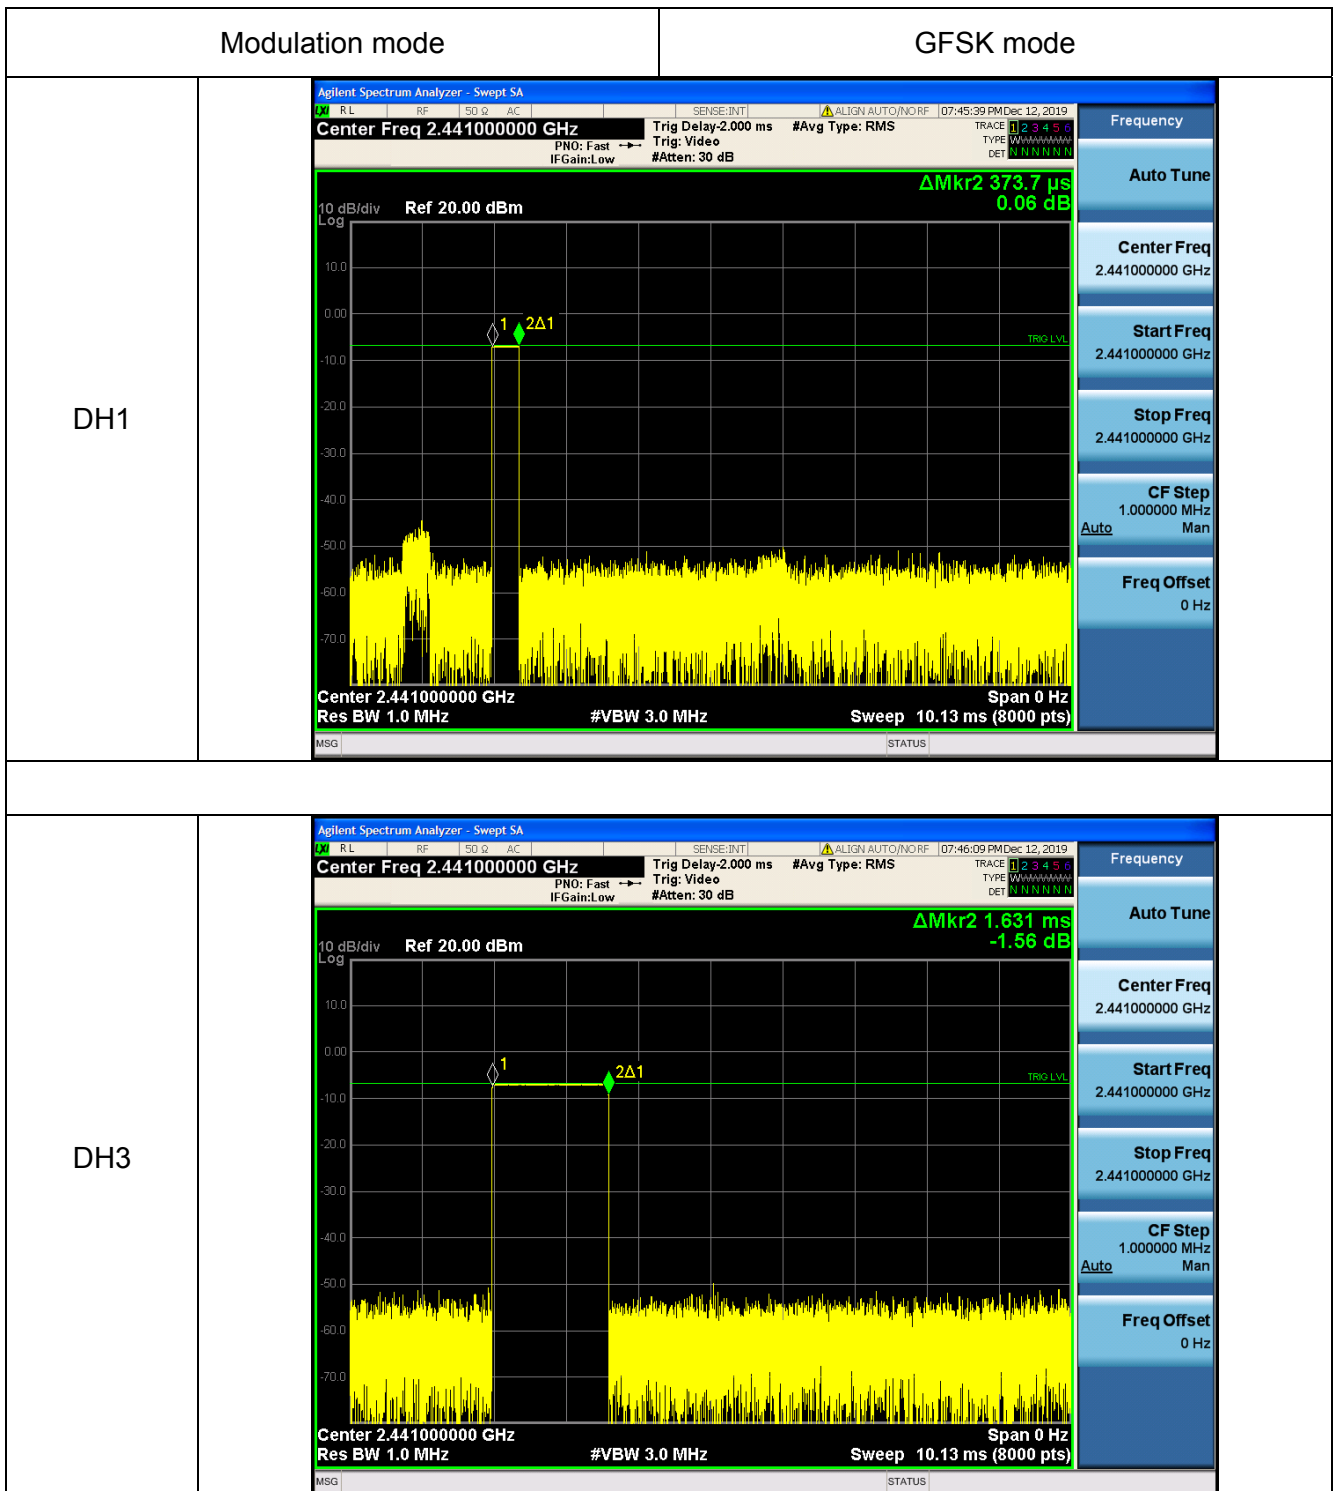 Modulation mode GFSK mode
DH1
Agilent Spectrum Analyzer - Swept SA
LXI RL RF 50 Ω AC SENSE:INT ALIGN AUTO/NO RF 07:45:39 PM Dec 12, 2019
Center Freq 2.441000000 GHz Trig Delay-2.000 ms #Avg Type: RMS TRACE 1 2 3 4 5 6
PNO: Fast Trig: Video TYPE WWWWWW
IFGain:Low #Atten: 30 dB DET N N N N N N
ΔMkr2 373.7 µs
10 dB/div Ref 20.00 dBm 0.06 dB
Log
10.0
0.00
1 2Δ1
TRIG LVL
-10.0
-20.0
-30.0
-40.0
-50.0
-60.0
-70.0
Center 2.441000000 GHz Span 0 Hz
Res BW 1.0 MHz #VBW 3.0 MHz Sweep 10.13 ms (8000 pts)
MSG STATUS
Frequency
Auto Tune
Center Freq
2.441000000 GHz
Start Freq
2.441000000 GHz
Stop Freq
2.441000000 GHz
CF Step
1.000000 MHz
Auto Man
Freq Offset
0 Hz
DH3
Agilent Spectrum Analyzer - Swept SA
LXI RL RF 50 Ω AC SENSE:INT ALIGN AUTO/NO RF 07:46:09 PM Dec 12, 2019
Center Freq 2.441000000 GHz Trig Delay-2.000 ms #Avg Type: RMS TRACE 1 2 3 4 5 6
PNO: Fast Trig: Video TYPE WWWWWW
IFGain:Low #Atten: 30 dB DET N N N N N N
ΔMkr2 1.631 ms
10 dB/div Ref 20.00 dBm -1.56 dB
Log
10.0
0.00
1 2Δ1
TRIG LVL
-10.0
-20.0
-30.0
-40.0
-50.0
-60.0
-70.0
Center 2.441000000 GHz Span 0 Hz
Res BW 1.0 MHz #VBW 3.0 MHz Sweep 10.13 ms (8000 pts)
MSG STATUS
Frequency
Auto Tune
Center Freq
2.441000000 GHz
Start Freq
2.441000000 GHz
Stop Freq
2.441000000 GHz
CF Step
1.000000 MHz
Auto Man
Freq Offset
0 Hz